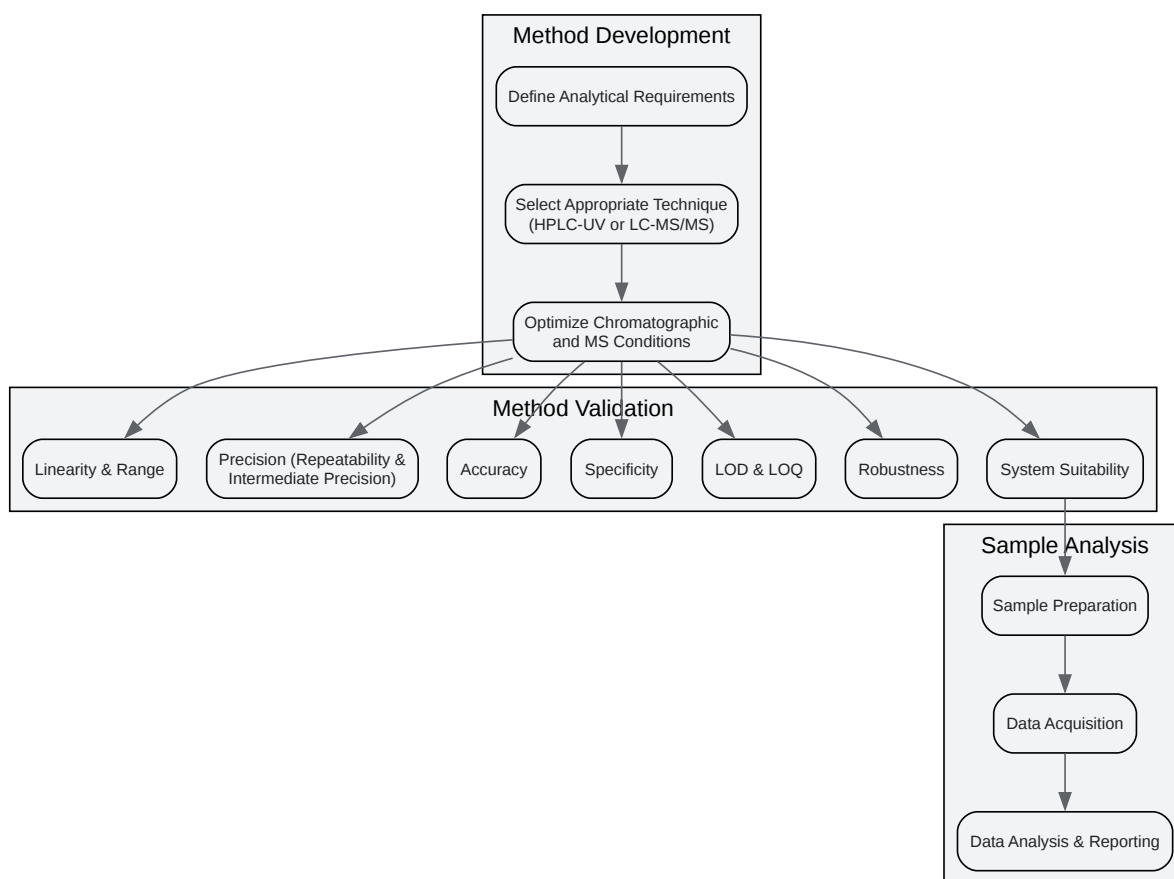 Method Development
Define Analytical Requirements
Select Appropriate Technique
(HPLC-UV or LC-MS/MS)
Optimize Chromatographic
and MS Conditions
Method Validation
Linearity & Range
Precision (Repeatability &
Intermediate Precision)
Accuracy
Specificity
LOD & LOQ
Robustness
System Suitability
Sample Analysis
Sample Preparation
Data Acquisition
Data Analysis & Reporting